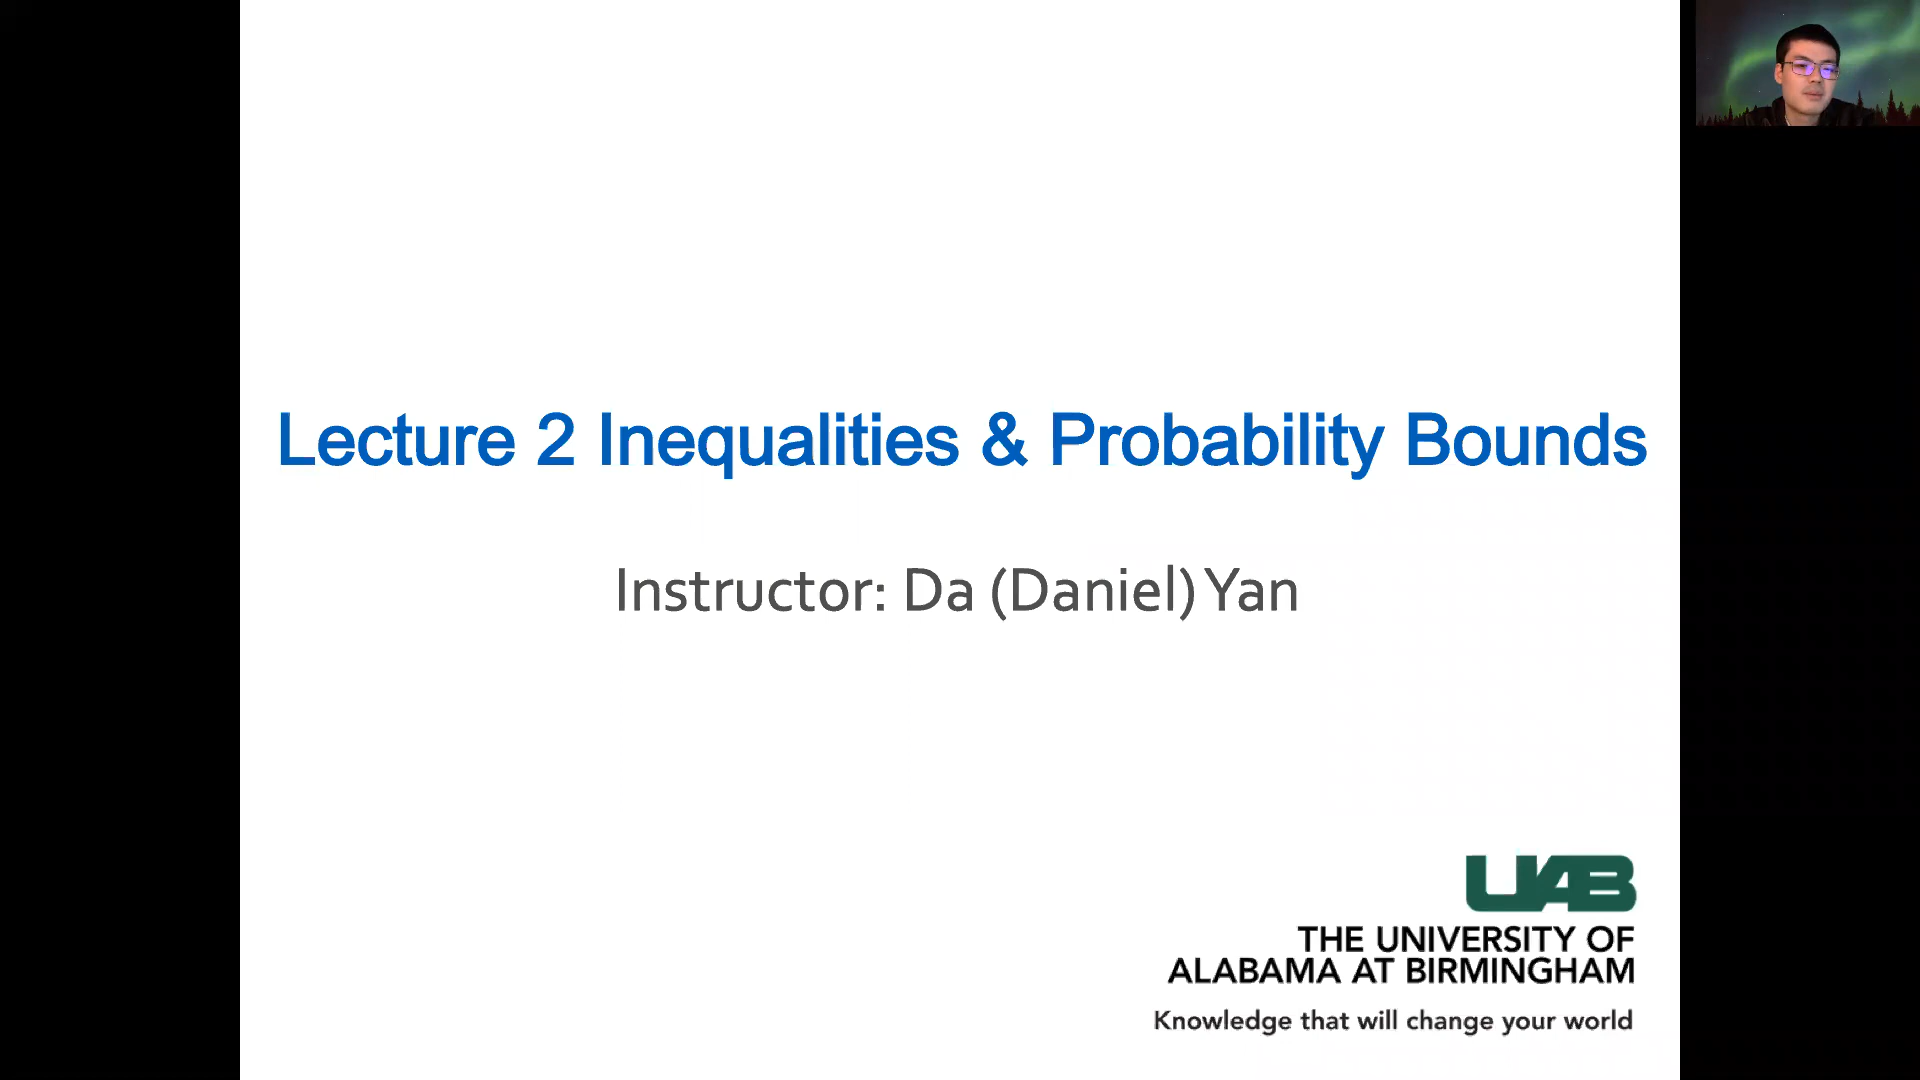 Lecture 2 Inequalities & Probability Bounds
Instructor: Da (Daniel) Yan
UAB
THE UNIVERSITY OF
ALABAMA AT BIRMINGHAM
Knowledge that will change your world